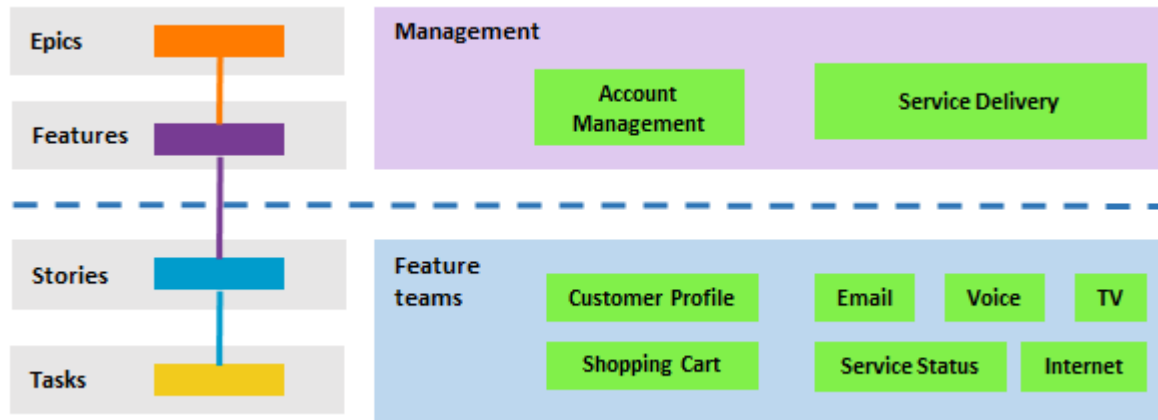 Epics
Features
Management
Account
Management
Service Delivery
Stories
Tasks
Feature
teams
Customer Profile
Email
Voice
TV
Shopping Cart
Service Status
Internet